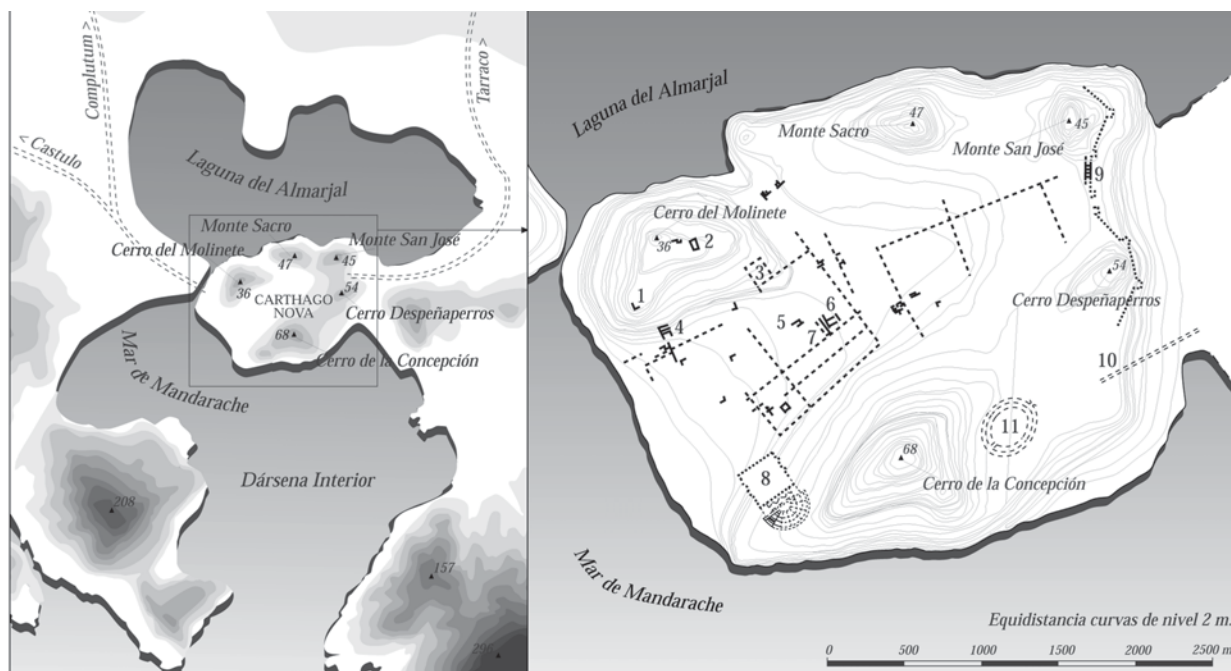 Complutum >
Tarraco >
< Castulo
Laguna del Almarjal
Monte Sacro
Cerro del Molinete
Monte San José
47
45
36
54
CARTHAGO
NOVA
Cerro Despeñaperros
68
Cerro de la Concepción
Mar de Mandarache
Dársena Interior
208
157
296
Laguna del Almarjal
47
Monte Sacro
45
Monte San José
9
Cerro del Molinete
36
2
3
54
1
6
Cerro Despeñaperros
5
7
4
10
11
68
8
Cerro de la Concepción
Mar de Mandarache
Equidistancia curvas de nivel 2 m.
0 500 1000 1500 2000 2500 m.